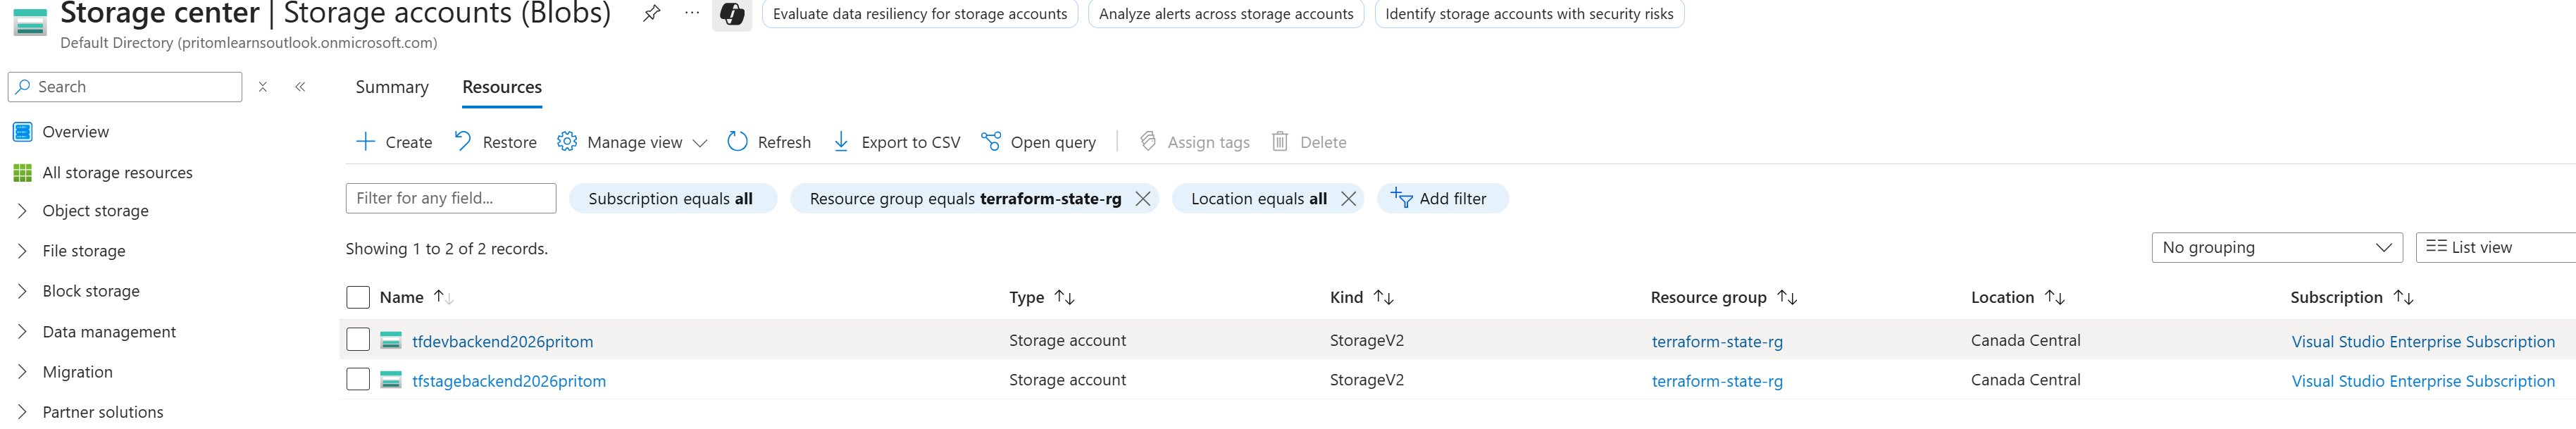 Storage center | Storage accounts (Blobs) ...
Evaluate data resiliency for storage accounts
Analyze alerts across storage accounts
Identify storage accounts with security risks
Default Directory (pritomlearnsoutlook.onmicrosoft.com)
Search
Overview
All storage resources
Object storage
File storage
Block storage
Data management
Migration
Partner solutions
Summary Resources
Create Restore Manage view Refresh Export to CSV Open query Assign tags Delete
Filter for any field... Subscription equals all Resource group equals terraform-state-rg Location equals all Add filter
Showing 1 to 2 of 2 records.
No grouping List view
Name Type Kind Resource group Location Subscription
tfdevbackend2026pritom Storage account StorageV2 terraform-state-rg Canada Central Visual Studio Enterprise Subscription
tfstagebackend2026pritom Storage account StorageV2 terraform-state-rg Canada Central Visual Studio Enterprise Subscription